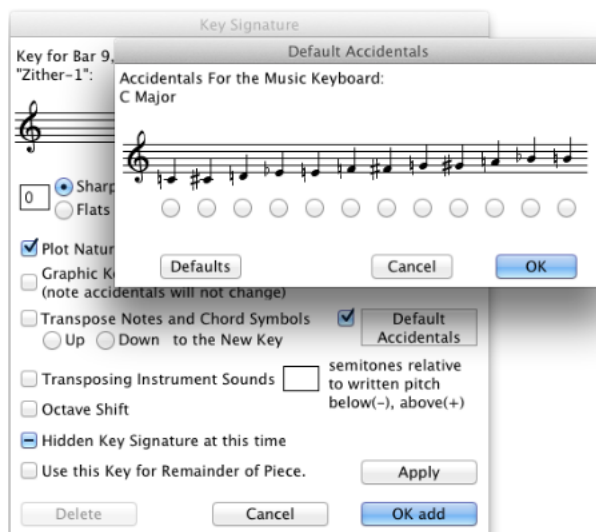 Key Signature
Key for Bar 9,
"Zither-1":
Default Accidentals
Accidentals For the Music Keyboard:
C Major
0
Flats
Defaults
Cancel
OK
Plot
Graphic
(note accidentals will not change)
Transpose Notes and Chord Symbols
Up Down to the New Key
Default
Accidentals
Transposing Instrument Sounds
semitones relative
to written pitch
below(-), above(+)
Octave Shift
Hidden Key Signature at this time
Use this Key for Remainder of Piece.
Apply
Delete
Cancel
OK add